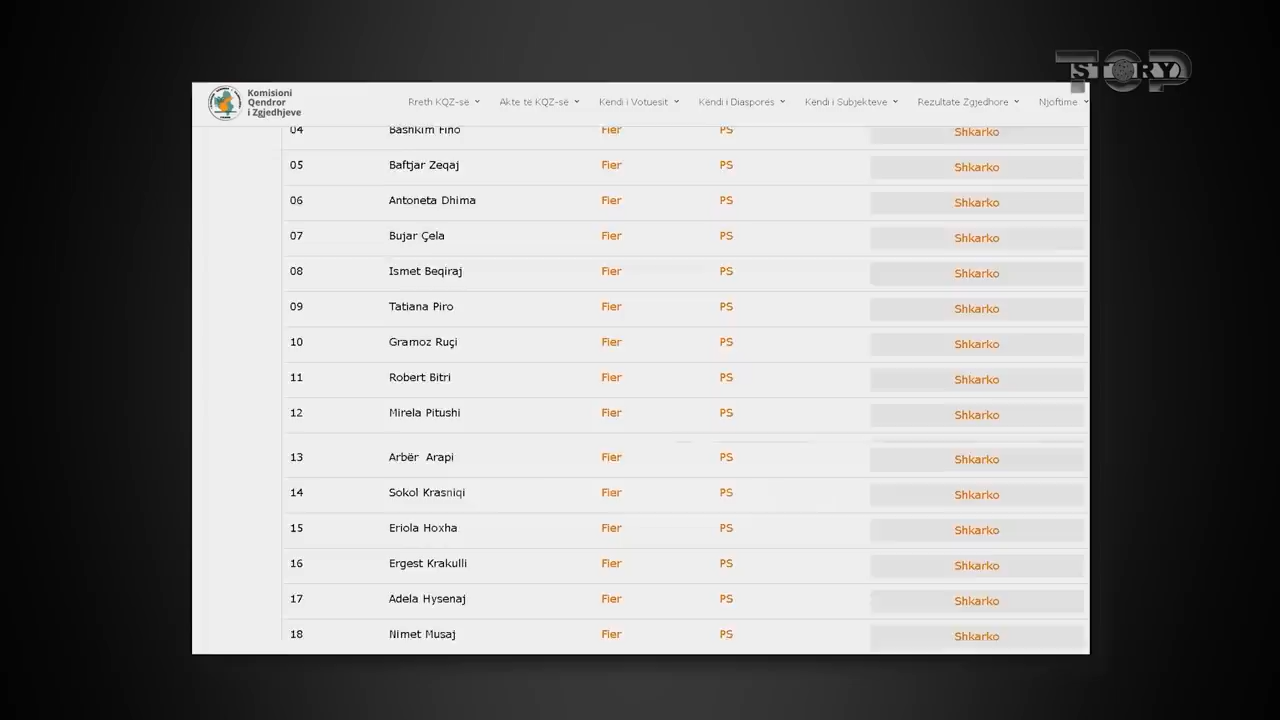 TOP
STORY
Komisioni
Qendror
i Zgjedhjeve
Rreth KQZ-se Akte te KQZ-se Kendi i Votuesit Kendi i Diaspores Kendi i Subjekteve Rezultate Zgjedhore Njoftime
04 Bashkim Fino Fier PS Shkarko
05 Baftjar Zeqaj Fier PS Shkarko
06 Antoneta Dhima Fier PS Shkarko
07 Bujar Çela Fier PS Shkarko
08 Ismet Beqiraj Fier PS Shkarko
09 Tatiana Piro Fier PS Shkarko
10 Gramoz Ruçi Fier PS Shkarko
11 Robert Bitri Fier PS Shkarko
12 Mirela Pitushi Fier PS Shkarko
13 Arbër Arapi Fier PS Shkarko
14 Sokol Krasniqi Fier PS Shkarko
15 Eriola Hoxha Fier PS Shkarko
16 Ergest Krakulli Fier PS Shkarko
17 Adela Hysenaj Fier PS Shkarko
18 Nimet Musaj Fier PS Shkarko